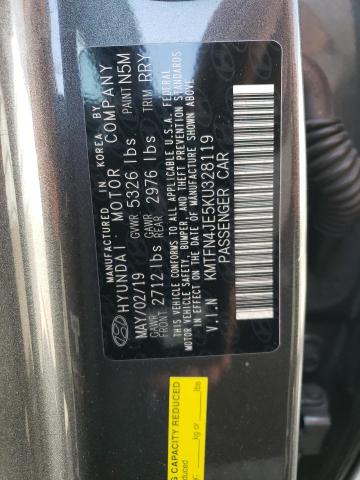 MANUFACTURED IN KOREA BY
HYUNDAI MOTOR COMPANY
MAY/02/19 GVWR 5326 lbs PAINT N5M
GAWR FRONT 2712 lbs GAWR REAR 2976 lbs TRIM RRY
THIS VEHICLE CONFORMS TO ALL APPLICABLE U.S.A. FEDERAL
MOTOR VEHICLE SAFETY, BUMPER, AND THEFT PREVENTION STANDARDS
IN EFFECT ON THE DATE OF MANUFACTURE SHOWN ABOVE.
V.I.N KMTFN4JE5KU328119
PASSENGER CAR
G CAPACITY REDUCED
kg or lbs